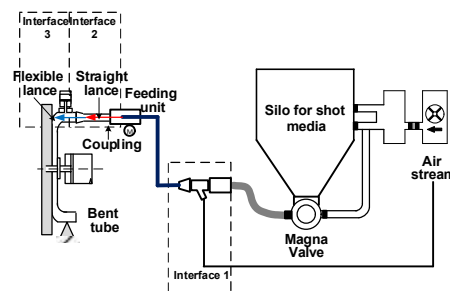 Interface
3
Interface
2
Flexible
lance
Straight
lance
Feeding
unit
M
Coupling
Silo for shot
media
Air
stream
Bent
tube
Magna
Valve
Interface 1